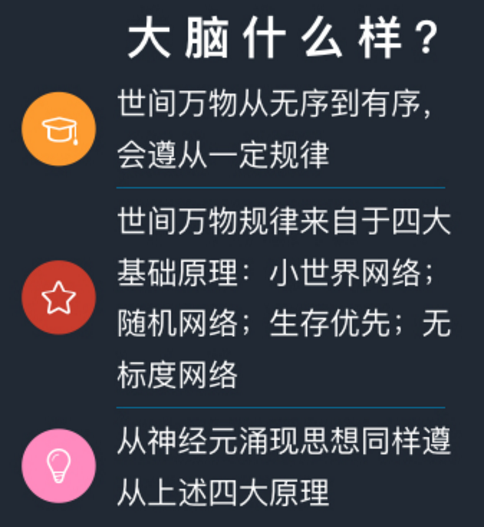 大脑什么样?
世间万物从无序到有序,
会遵从一定规律
世间万物规律来自于四大
基础原理：小世界网络；
随机网络；生存优先；无
标度网络
从神经元涌现思想同样遵
从上述四大原理